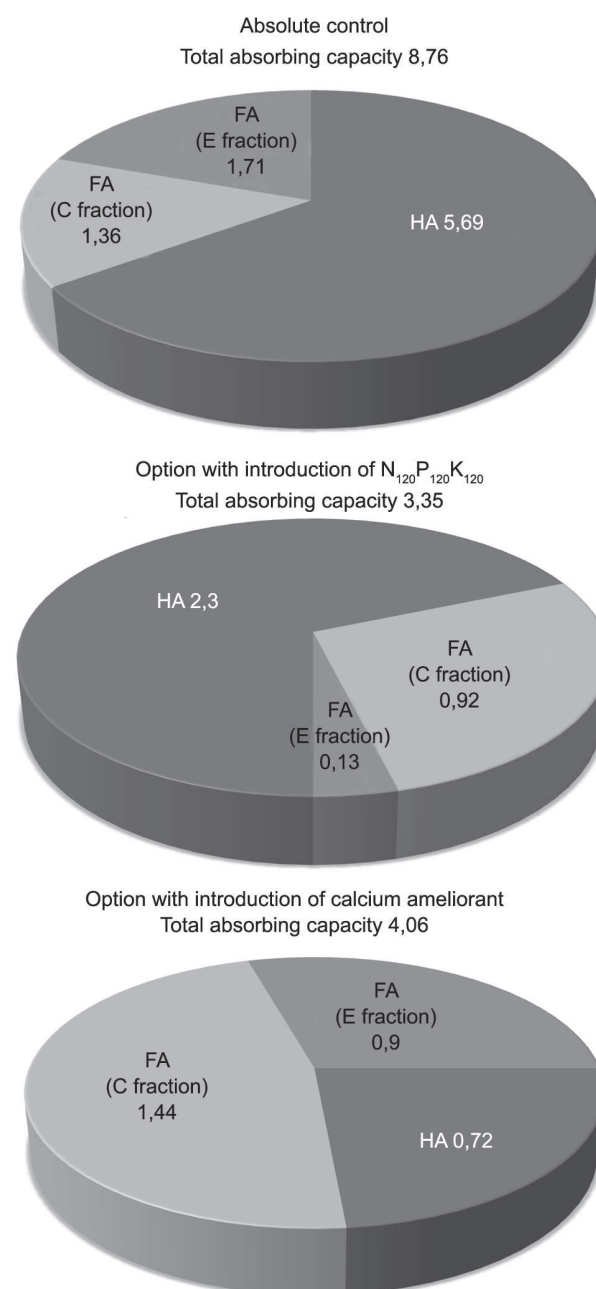 Absolute control
Total absorbing capacity 8,76
FA
(E fraction)
1,71
FA
(C fraction)
1,36
HA 5,69
Option with introduction of N₁₂₀P₁₂₀K₁₂₀
Total absorbing capacity 3,35
HA 2,3
FA
(C fraction)
0,92
FA
(E fraction)
0,13
Option with introduction of calcium ameliorant
Total absorbing capacity 4,06
FA
(E fraction)
0,9
FA
(C fraction)
1,44
HA 0,72